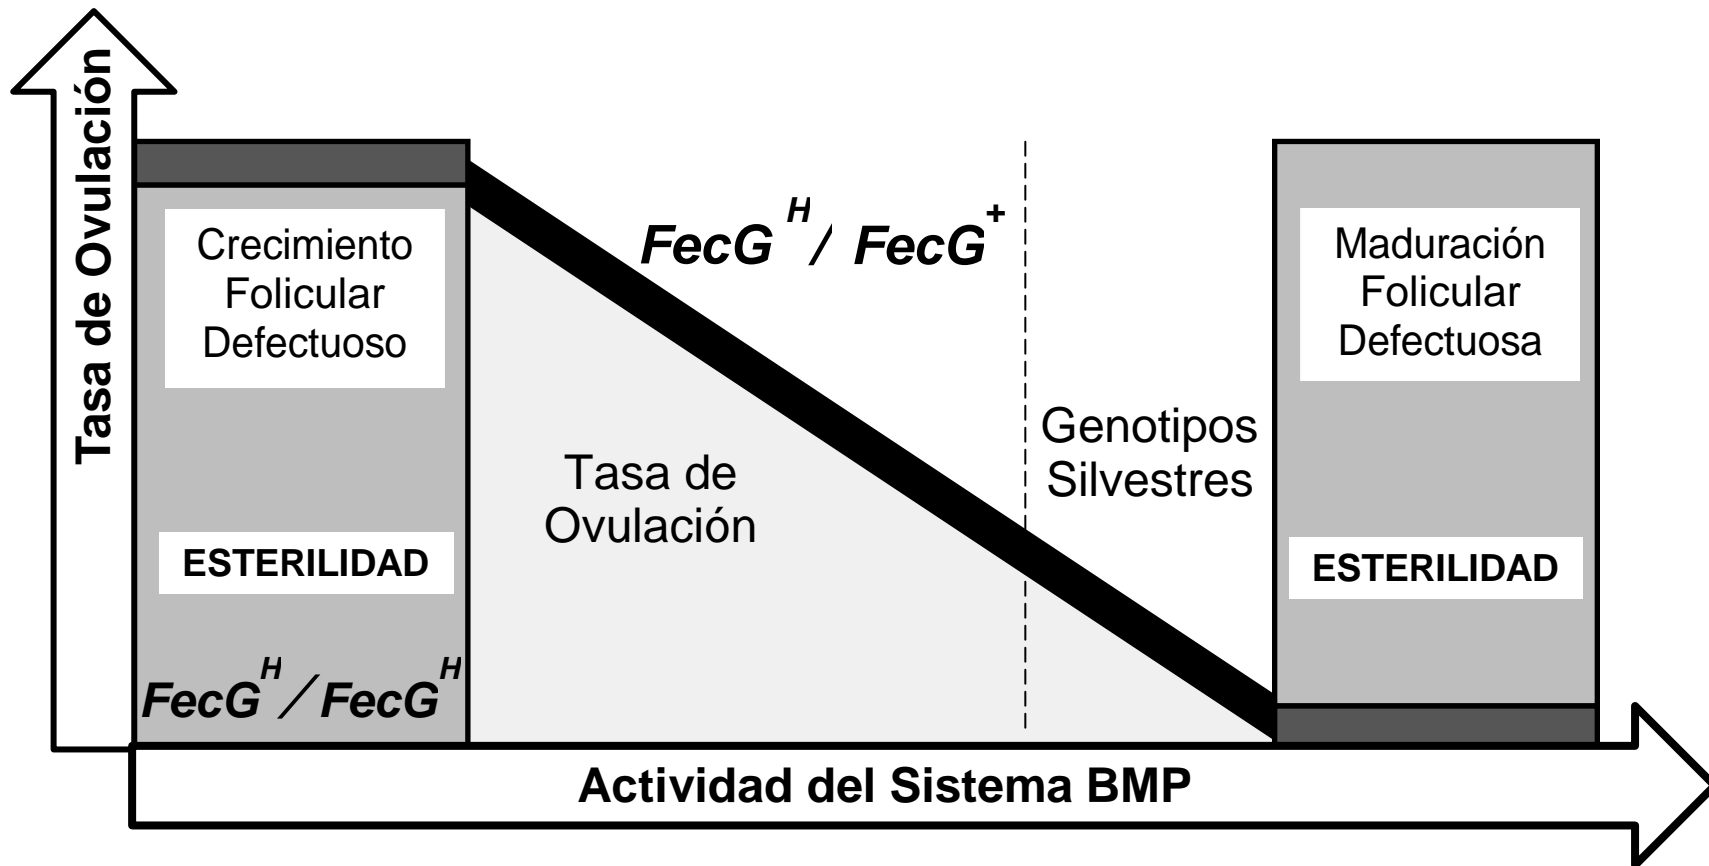 Tasa de Ovulación
Crecimiento
Folicular
Defectuoso
ESTERILIDAD
FecG^H / FecG^H
Tasa de
Ovulación
FecG^H / FecG^+
Genotipos
Silvestres
Maduración
Folicular
Defectuosa
ESTERILIDAD
Actividad del Sistema BMP